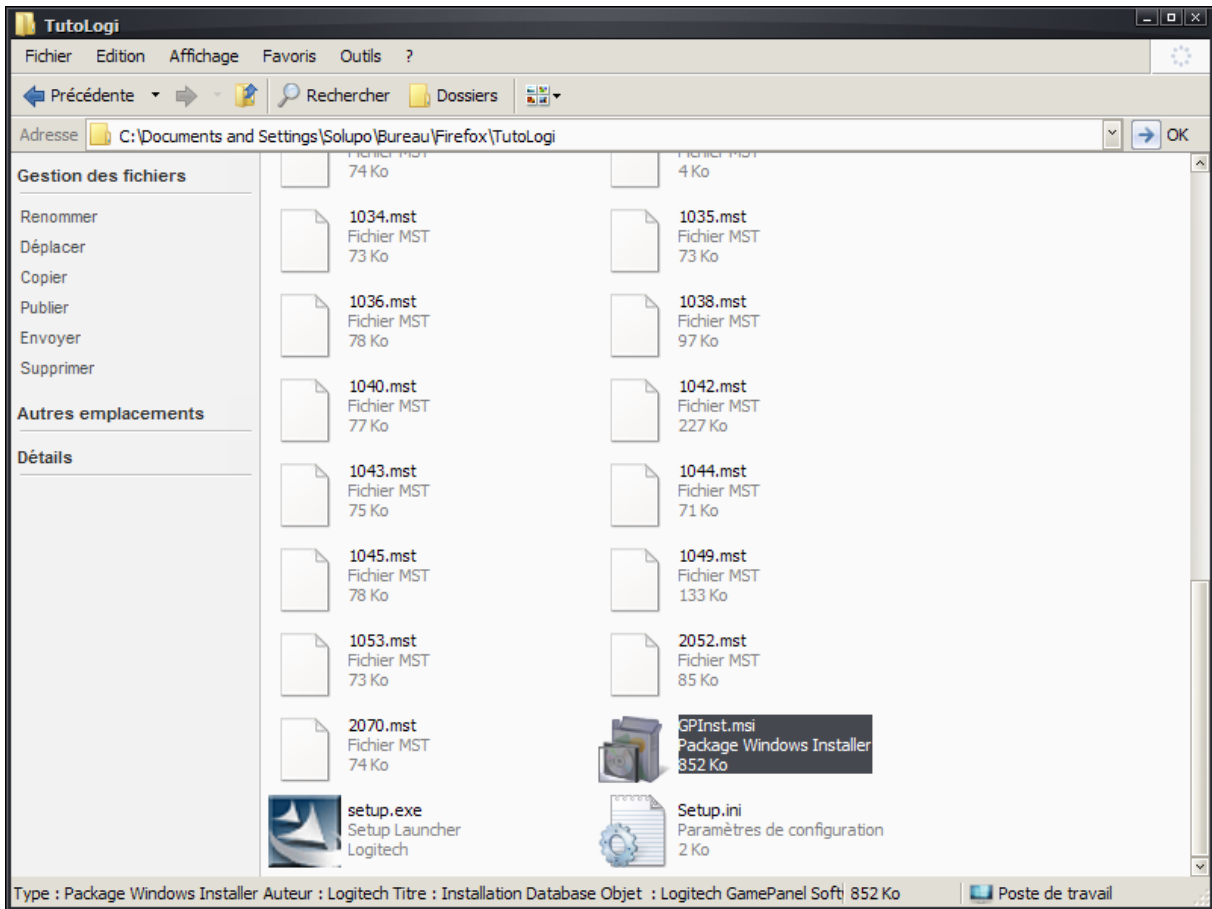 TutoLogi
Fichier Edition Affichage Favoris Outils ?
Précédente Rechercher Dossiers
Adresse C:\Documents and Settings\Solupo\Bureau\Firefox\TutoLogi OK
Gestion des fichiers
Renommer
Déplacer
Copier
Publier
Envoyer
Supprimer
Autres emplacements
Détails
Fichier MST
74 Ko
Fichier MST
4 Ko
1034.mst
Fichier MST
73 Ko
1035.mst
Fichier MST
73 Ko
1036.mst
Fichier MST
78 Ko
1038.mst
Fichier MST
97 Ko
1040.mst
Fichier MST
77 Ko
1042.mst
Fichier MST
227 Ko
1043.mst
Fichier MST
75 Ko
1044.mst
Fichier MST
71 Ko
1045.mst
Fichier MST
78 Ko
1049.mst
Fichier MST
133 Ko
1053.mst
Fichier MST
73 Ko
2052.mst
Fichier MST
85 Ko
2070.mst
Fichier MST
74 Ko
GPInst.msi
Package Windows Installer
852 Ko
setup.exe
Setup Launcher
Logitech
Setup.ini
Paramètres de configuration
2 Ko
Type : Package Windows Installer Auteur : Logitech Titre : Installation Database Objet : Logitech GamePanel Soft 852 Ko Poste de travail